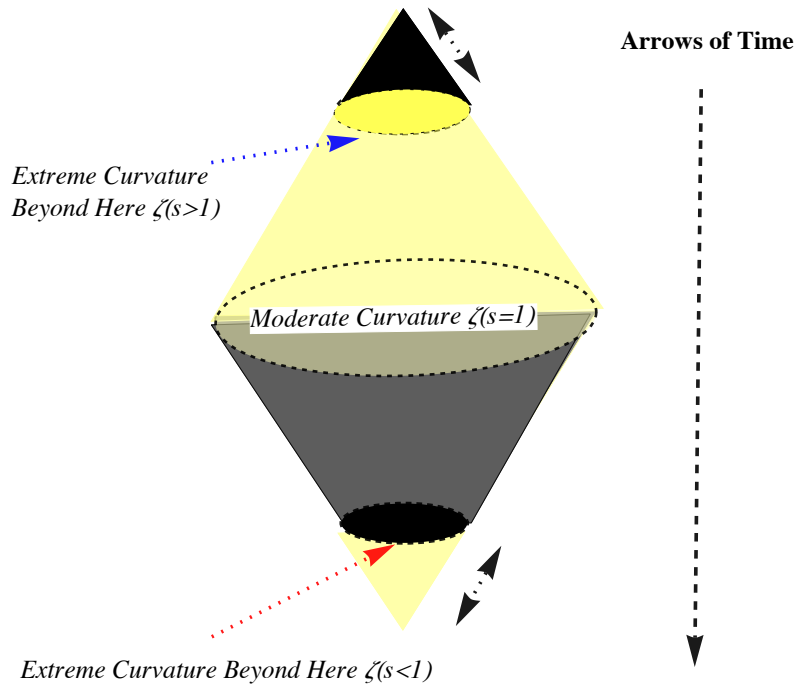 Arrows of Time
Extreme Curvature
Beyond Here ζ(s>1)
Moderate Curvature ζ(s=1)
Extreme Curvature Beyond Here ζ(s<1)